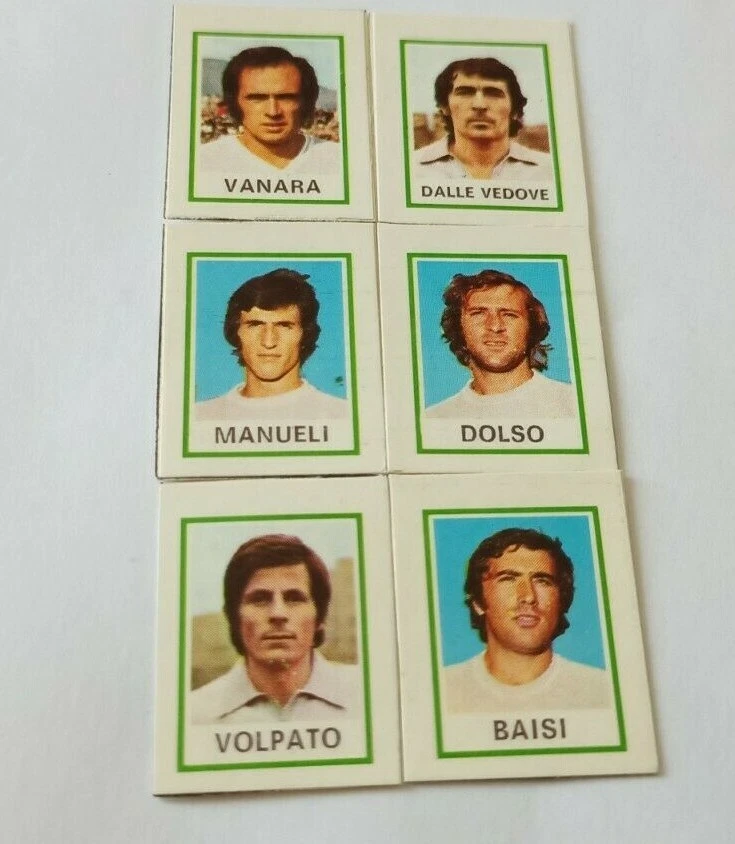 VANARA
DALLE VEDOVE
MANUELI
DOLSO
VOLPATO
BAISI